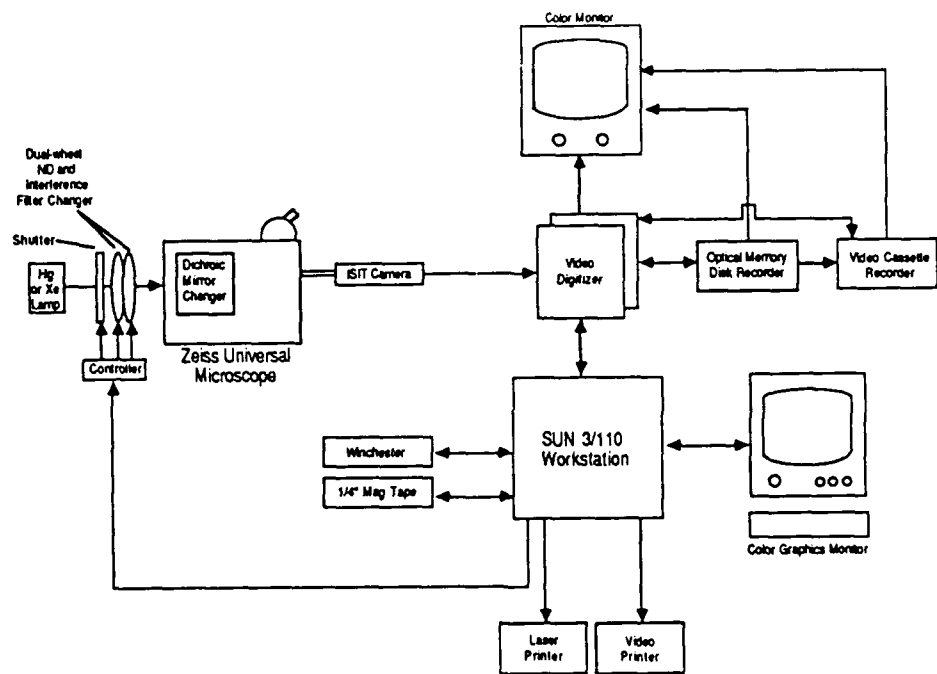 Color Monitor
Dual-wheel
ND and
Interference
Filter Changer
Shutter
Hg
or Xe
Lamp
Dichroic
Mirror
Changer
ISIT Camera
Video
Digitizer
Optical Memory
Disk Recorder
Video Cassette
Recorder
Controller
Zeiss Universal
Microscope
SUN 3/110
Workstation
Winchester
1/4" Mag Tape
Color Graphics Monitor
Laser
Printer
Video
Printer